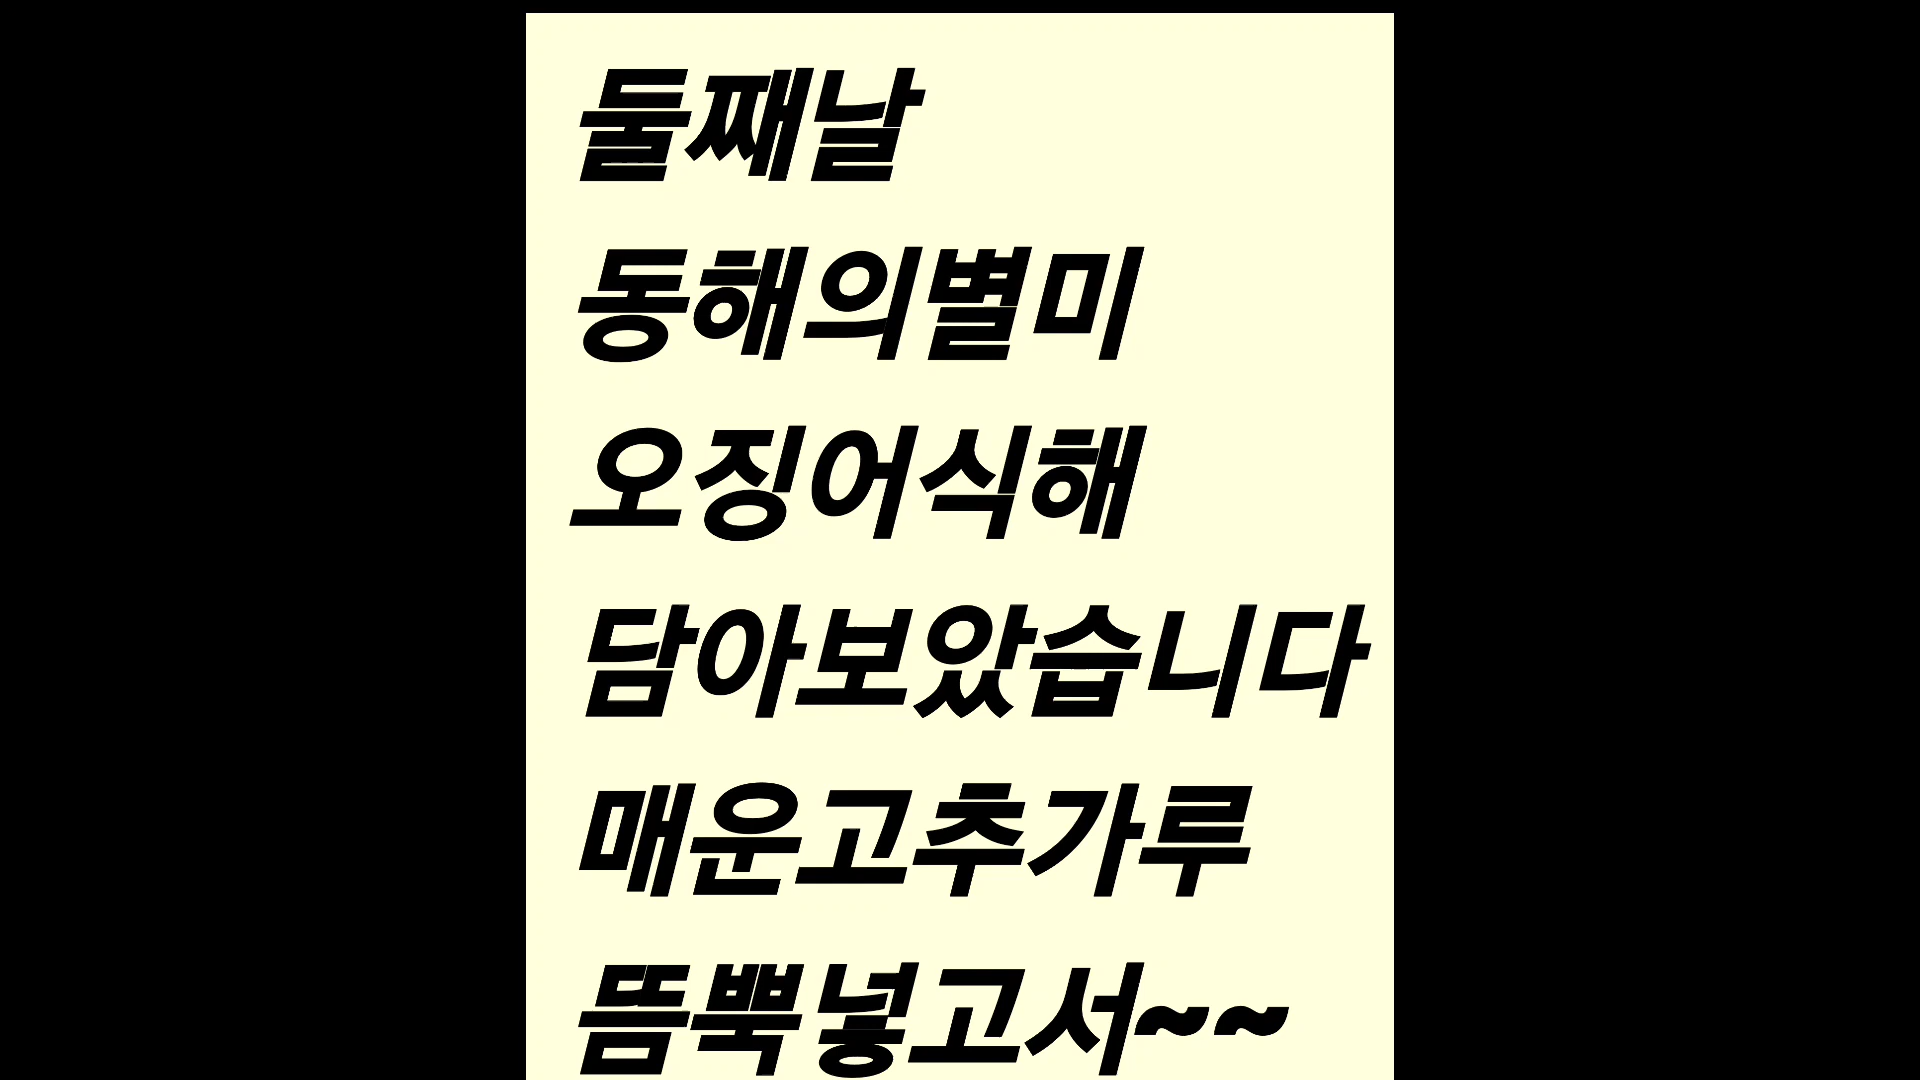 둘째날
동해의별미
오징어식해
담아보았습니다
매운고추가루
뜸뿍넣고서~~